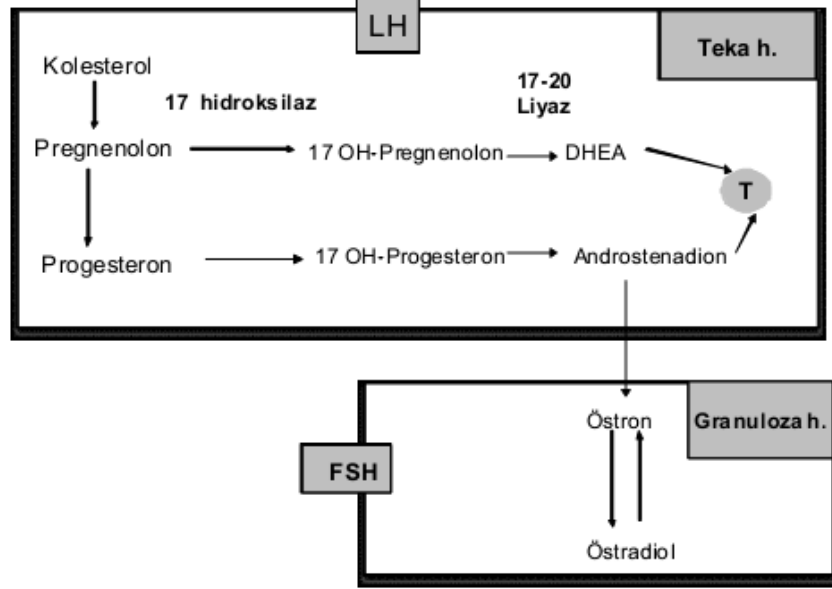 LH
Teka h.
Kolesterol
17 hidroksilaz
17-20
Liyaz
Pregnenolon
17 OH-Pregnenolon
DHEA
T
Progesteron
17 OH-Progesteron
Androstenadion
Östron
Granuloza h.
FSH
Östradiol